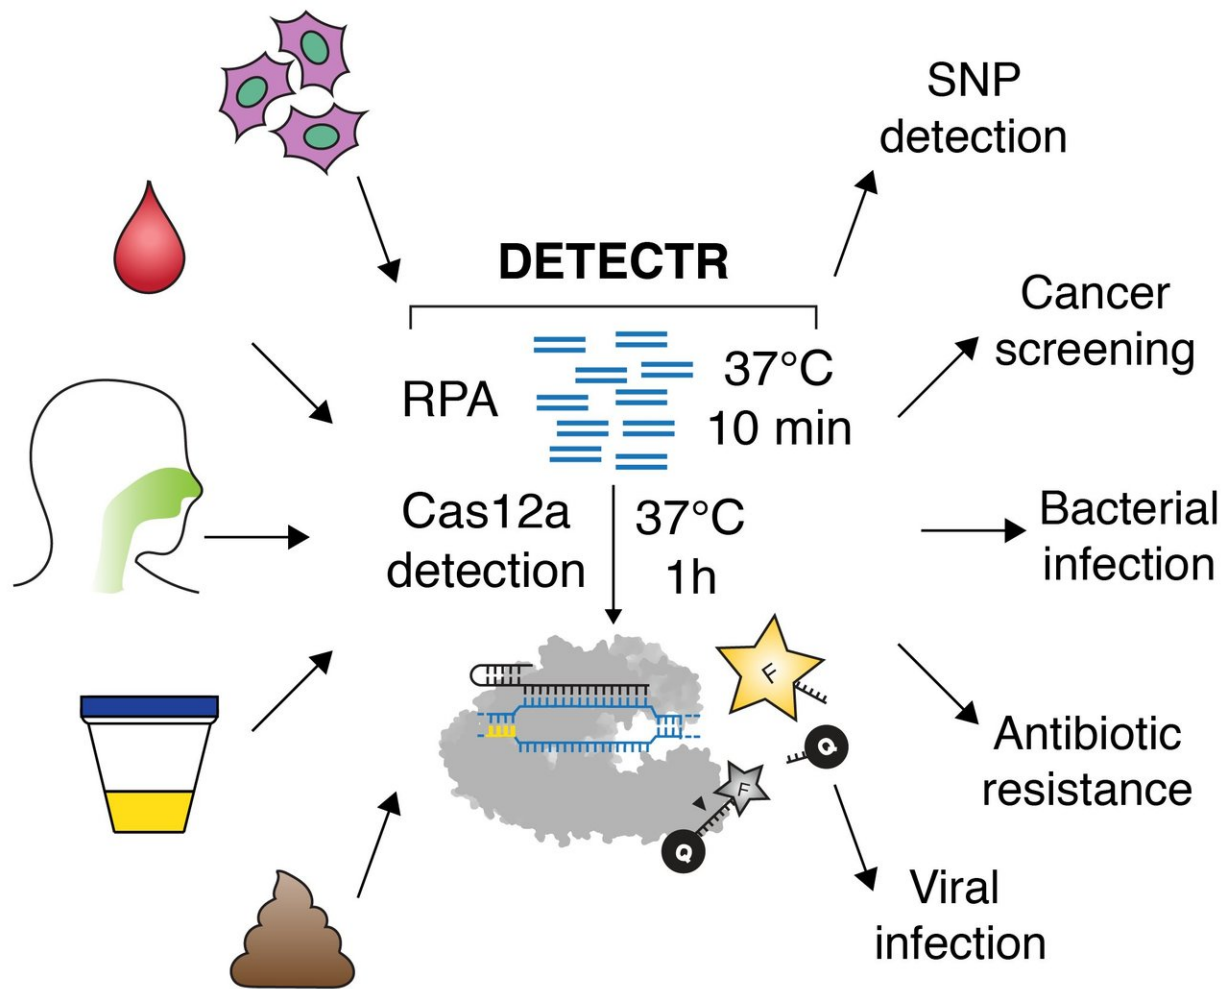 DETECTR
RPA
37°C
10 min
Cas12a
detection
37°C
1h
F
Q
F
Q
SNP
detection
Cancer
screening
Bacterial
infection
Antibiotic
resistance
Viral
infection